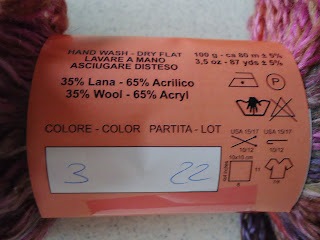 HAND WASH - DRY FLAT
LAVARE A MANO
ASCIUGARE DISTESO
100 g - ca 80 m ± 5%
3,5 oz - 87 yds ± 5%
35% Lana - 65% Acrilico
35% Wool - 65% Acryl
P
COLORE - COLOR PARTITA - LOT
3 22
USA 15/17 USA 15/17
10/12 10/12
10x10 cm
11